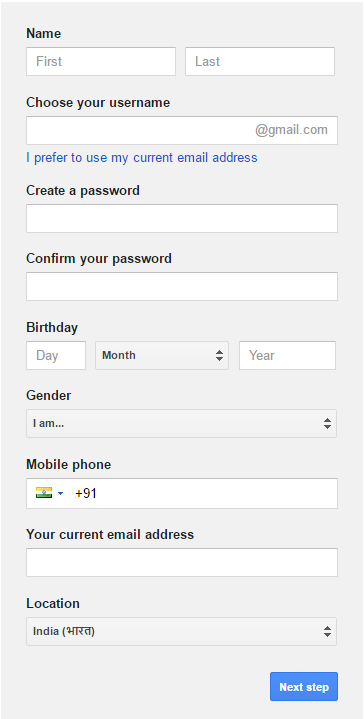 Name
First Last
Choose your username
@gmail.com
I prefer to use my current email address
Create a password
Confirm your password
Birthday
Day Month Year
Gender
I am...
Mobile phone
+91
Your current email address
Location
India (भारत)
Next step